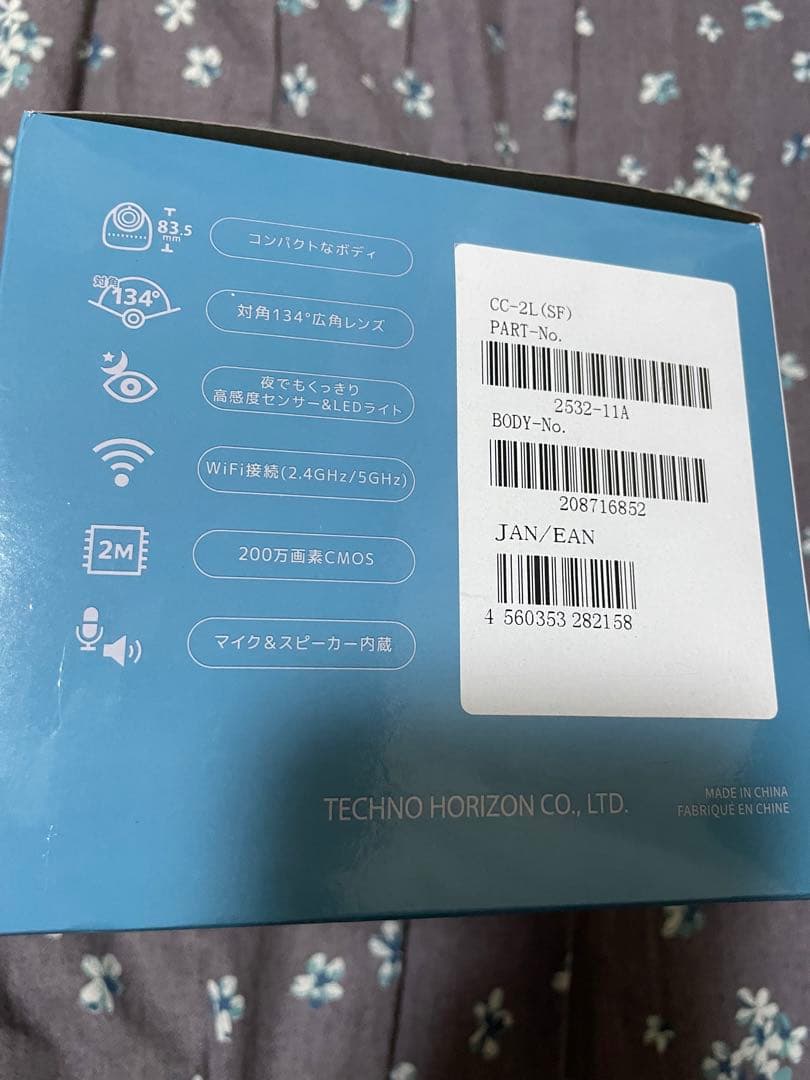 83.5
mm
コンパクトなボディ
対角
134°
対角134°広角レンズ
夜でもくっきり
高感度センサー&LEDライト
WiFi接続(2.4GHz/5GHz)
2M
200万画素CMOS
マイク&スピーカー内蔵
CC-2L(SF)
PART-No.
2532-11A
BODY-No.
208716852
JAN/EAN
4 560353 282158
TECHNO HORIZON CO., LTD.
MADE IN CHINA
FABRIQUÉ EN CHINE